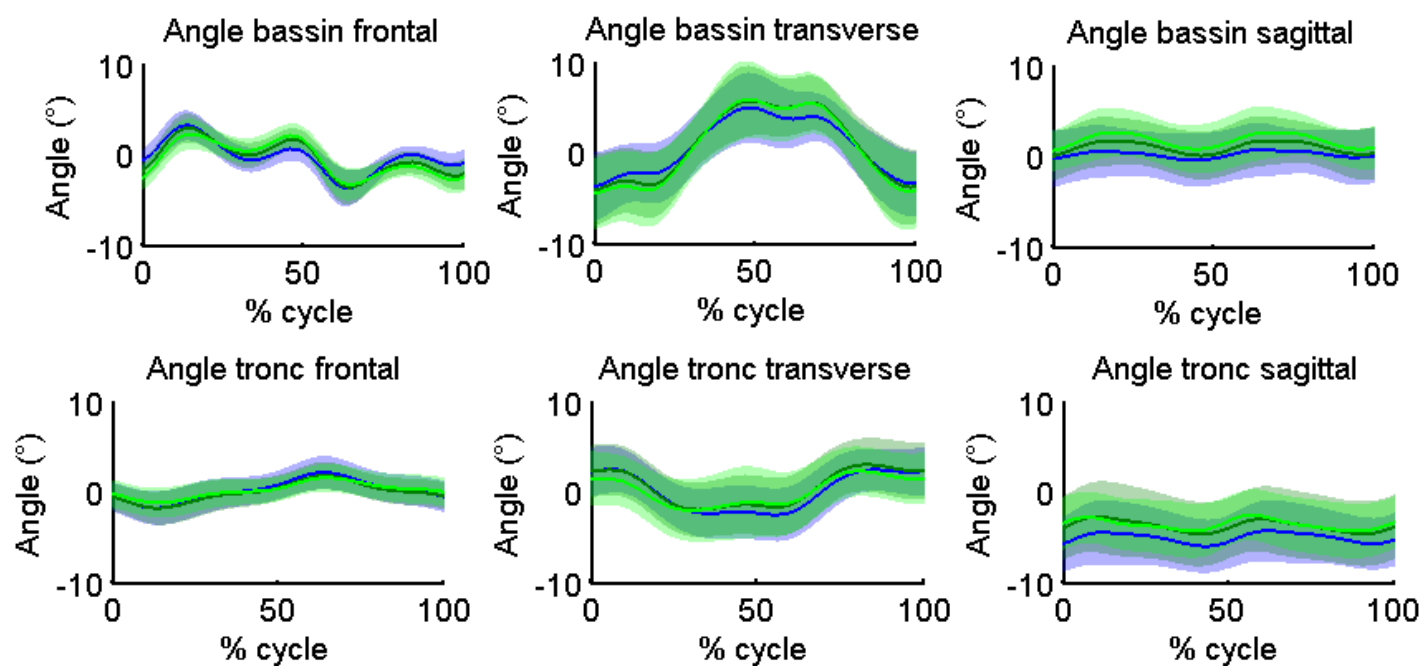 Angle bassin frontal
Angle bassin transverse
Angle bassin sagittal
10
0
-10
Angle (°)
0
50
100
% cycle
10
0
-10
Angle (°)
0
50
100
% cycle
10
0
-10
Angle (°)
0
50
100
% cycle
Angle tronc frontal
Angle tronc transverse
Angle tronc sagittal
10
0
-10
Angle (°)
0
50
100
% cycle
10
0
-10
Angle (°)
0
50
100
% cycle
10
0
-10
Angle (°)
0
50
100
% cycle